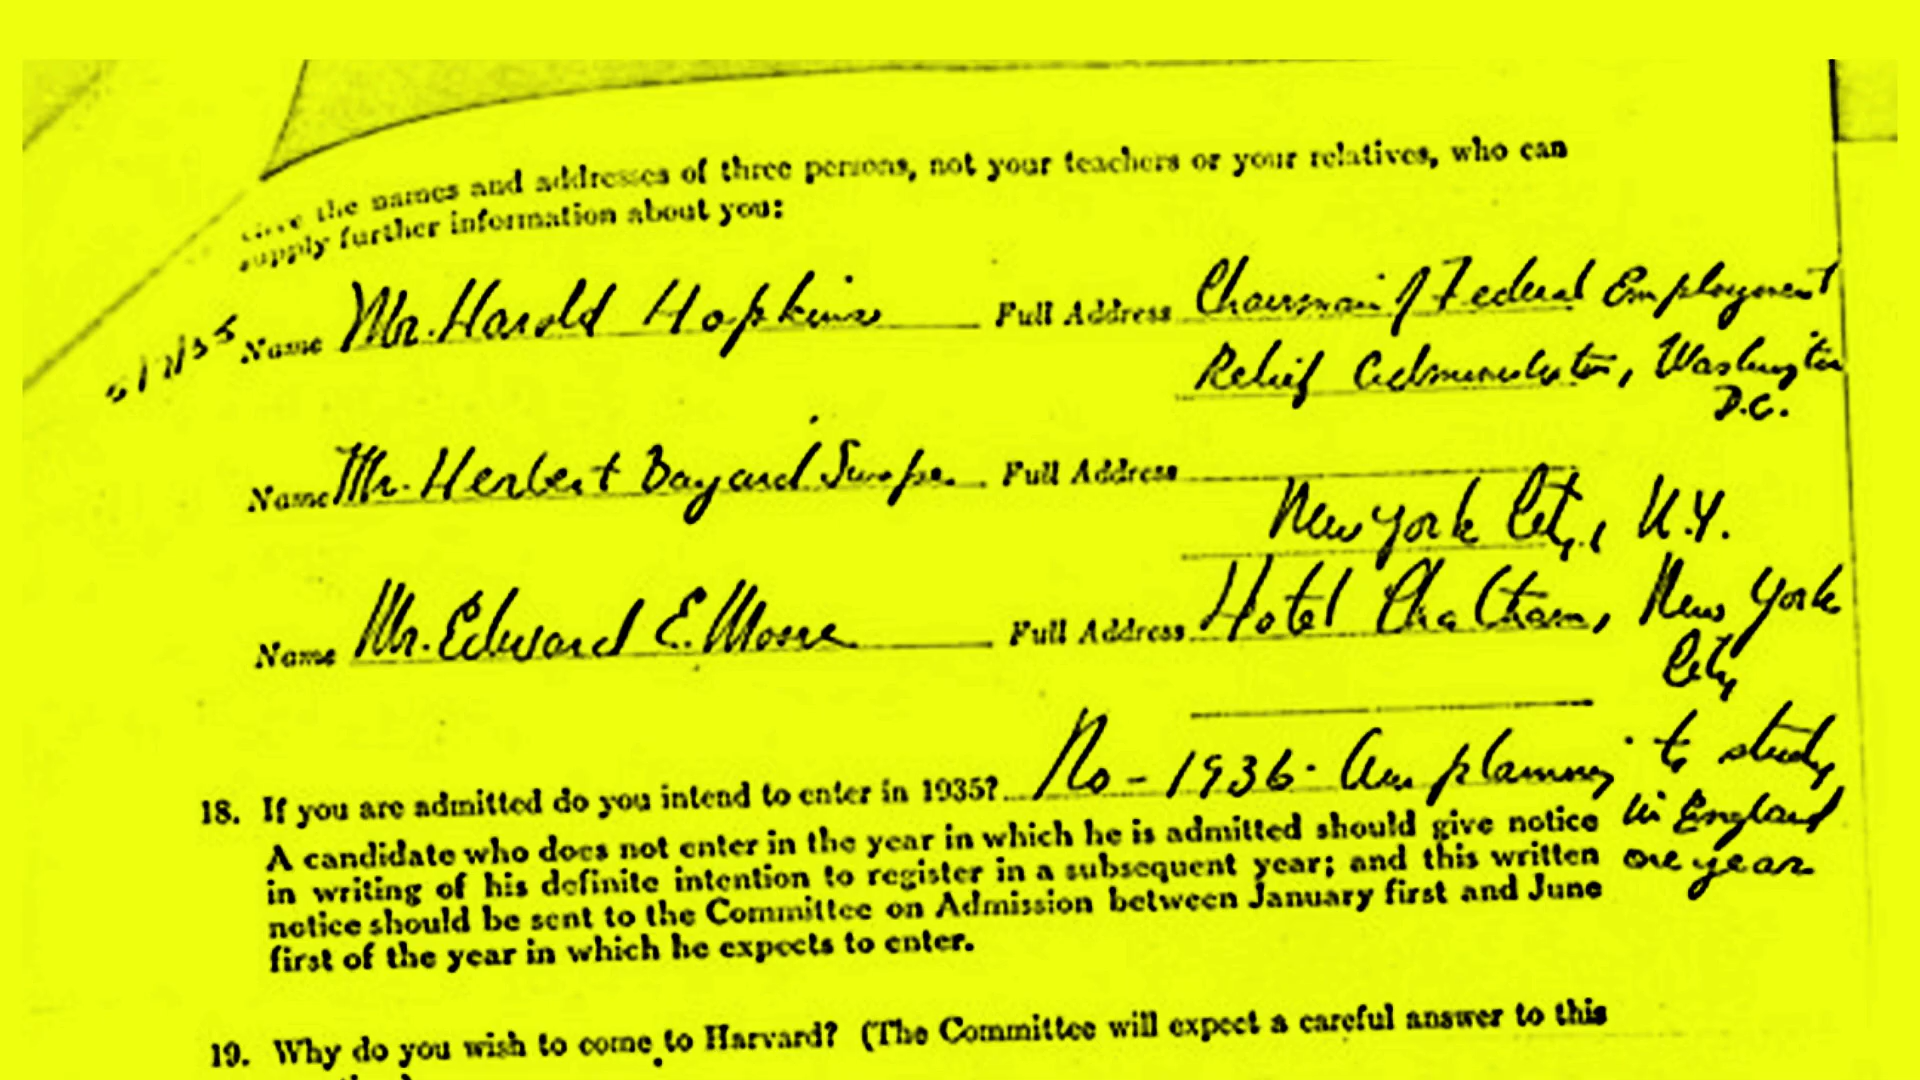 Give the names and addresses of three persons, not your teachers or your relatives, who can
supply further information about you:
Name Mr. Harold Hopkins Full Address Chairman of Federal Employment
Relief Administration, Washington
D.C.
Name Mr. Herbert Bayard Swope. Full Address
New York City, N.Y.
Name Mr. Edward E. Moore Full Address Hotel Chatham, New York
City
18. If you are admitted do you intend to enter in 1935? No - 1936. Am planning to study
in England
one year
A candidate who does not enter in the year in which he is admitted should give notice
in writing of his definite intention to register in a subsequent year; and this written
notice should be sent to the Committee on Admission between January first and June
first of the year in which he expects to enter.
19. Why do you wish to come to Harvard? (The Committee will expect a careful answer to this